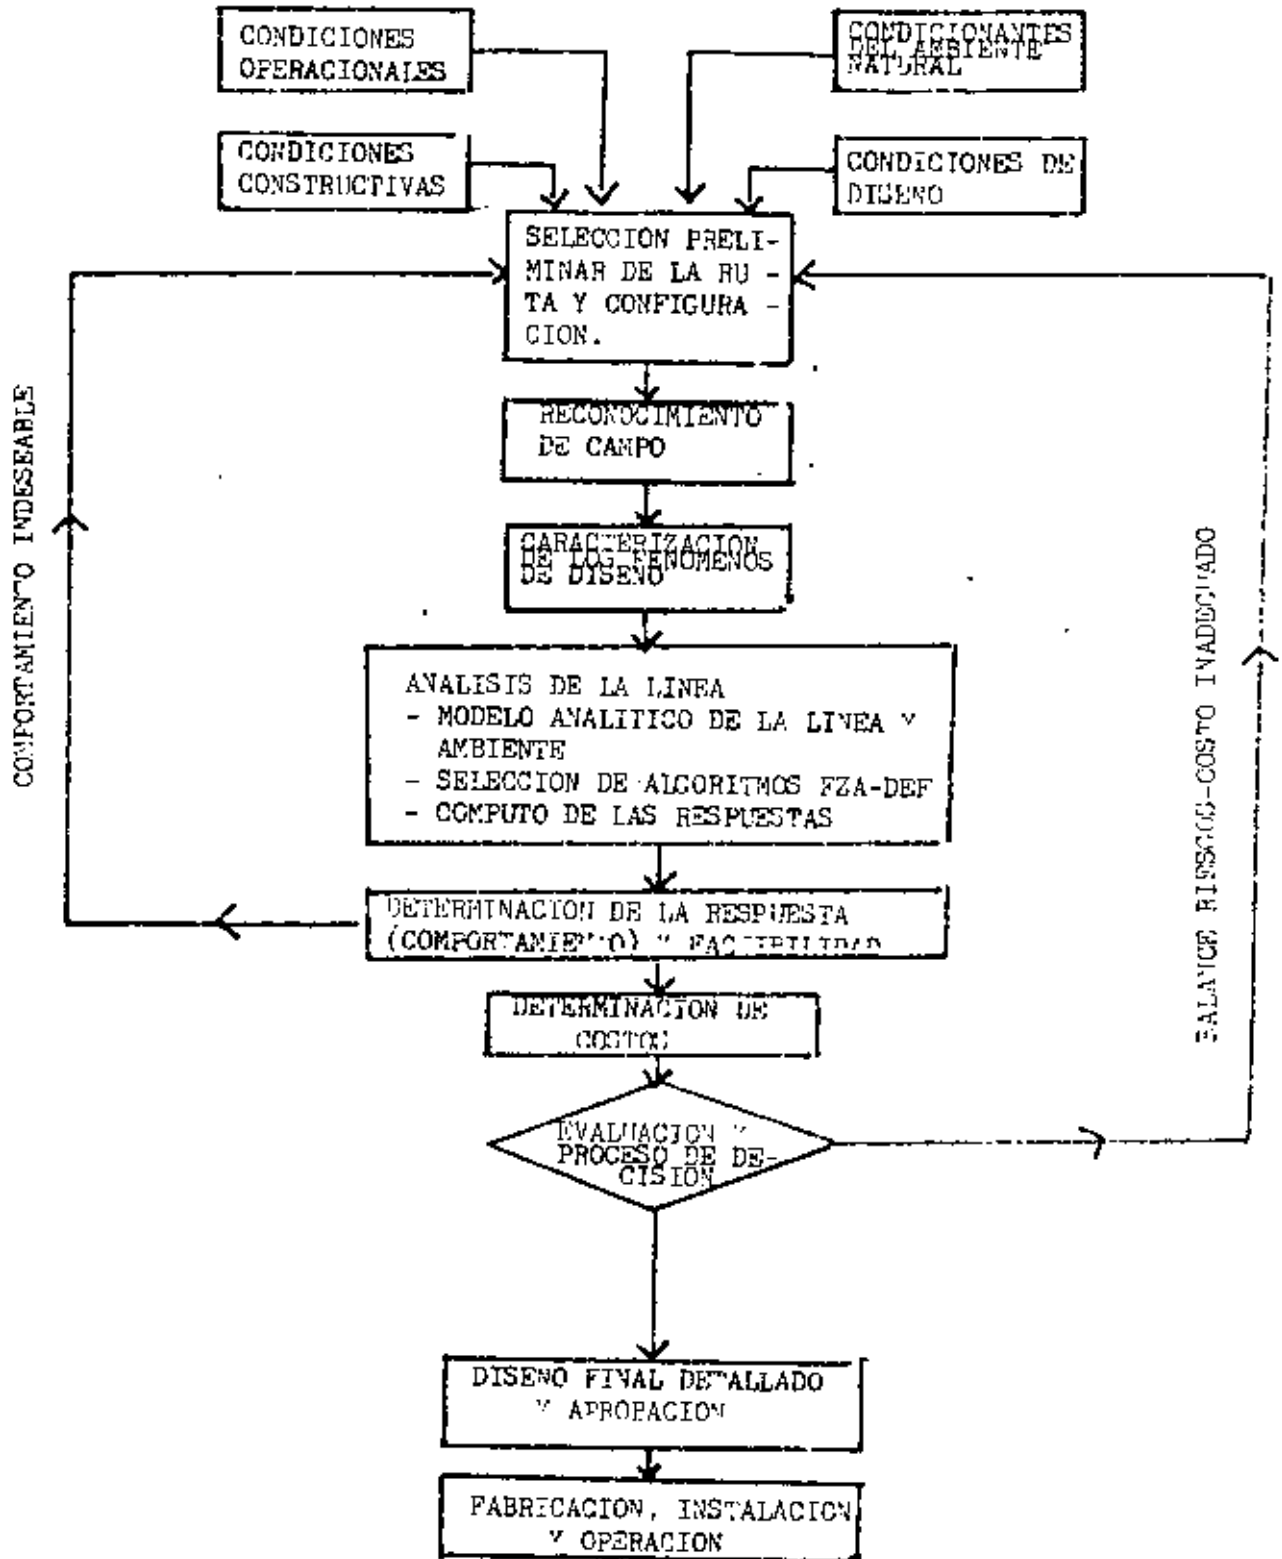 CONDICIONES
OPERACIONALES
CONDICIONANTES
DEL AMBIENTE
NATURAL
CONDICIONES
CONSTRUCTIVAS
CONDICIONES DE
DISENO
SELECCION PRELI-
MINAR DE LA RU -
TA Y CONFIGURA -
CION.
RECONOCIMIENTO
DE CAMPO
CARACTERIZACION
DE LOS FENOMENOS
DE DISENO
ANALISIS DE LA LINEA
- MODELO ANALITICO DE LA LINEA Y
AMBIENTE
- SELECCION DE ALGORITMOS FZA-DEF
- COMPUTO DE LAS RESPUESTAS
DETERMINACION DE LA RESPUESTA
(COMPORTAMIENTO) Y FACTIBILIDAD
DETERMINACION DE
COSTOS
EVALUACION Y
PROCESO DE DE-
CISION
DISENO FINAL DETALLADO
Y APROBACION
FABRICACION, INSTALACION
Y OPERACION
COMPORTAMIENTO INDESEABLE
BALANCE RIESGOS-COSTO INADECUADO